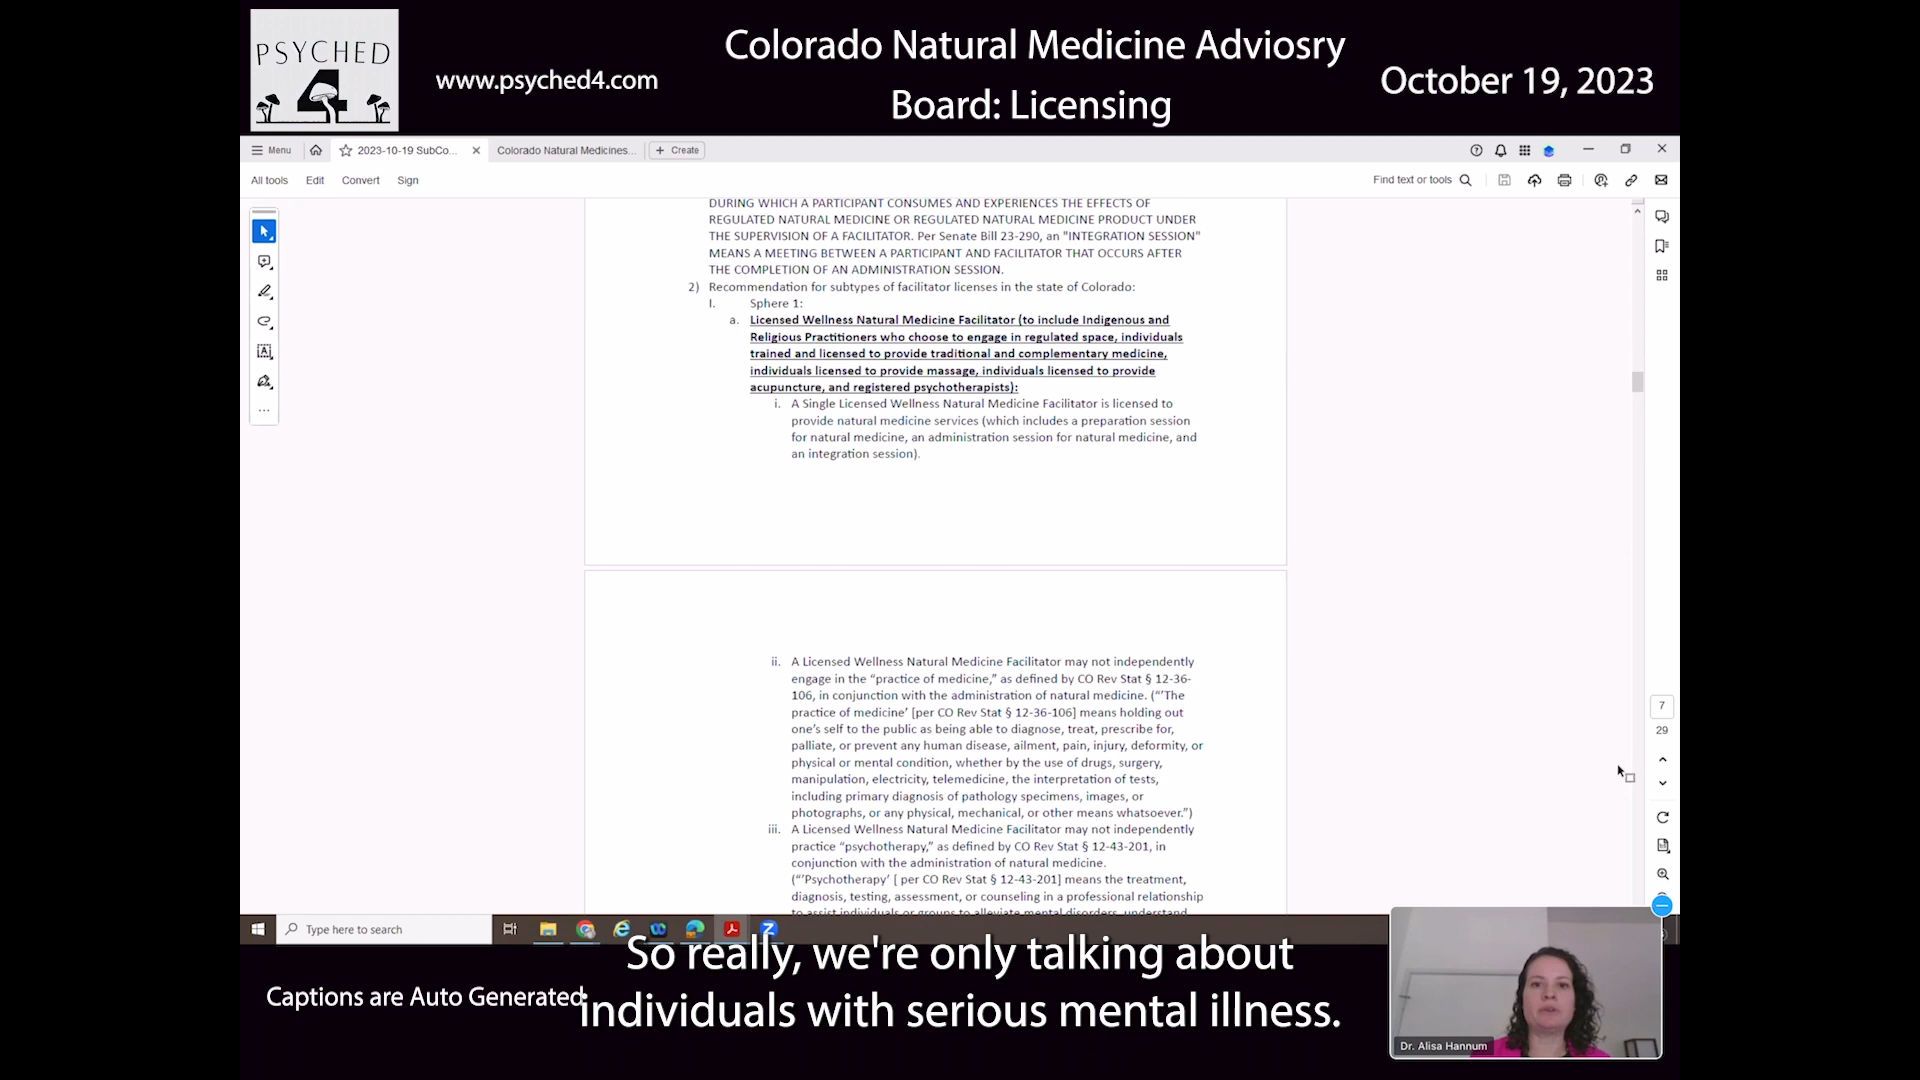 PSYCHED
4
www.psyched4.com
Colorado Natural Medicine Adviosry
Board: Licensing
October 19, 2023
Menu
2023-10-19 SubCo...
Colorado Natural Medicines...
+ Create
All tools
Edit
Convert
Sign
Find text or tools
DURING WHICH A PARTICIPANT CONSUMES AND EXPERIENCES THE EFFECTS OF
REGULATED NATURAL MEDICINE OR REGULATED NATURAL MEDICINE PRODUCT UNDER
THE SUPERVISION OF A FACILITATOR. Per Senate Bill 23-290, an "INTEGRATION SESSION"
MEANS A MEETING BETWEEN A PARTICIPANT AND FACILITATOR THAT OCCURS AFTER
THE COMPLETION OF AN ADMINISTRATION SESSION.
2) Recommendation for subtypes of facilitator licenses in the state of Colorado:
I. Sphere 1:
a. Licensed Wellness Natural Medicine Facilitator (to include Indigenous and
Religious Practitioners who choose to engage in regulated space, individuals
trained and licensed to provide traditional and complementary medicine,
individuals licensed to provide massage, individuals licensed to provide
acupuncture, and registered psychotherapists):
i. A Single Licensed Wellness Natural Medicine Facilitator is licensed to
provide natural medicine services (which includes a preparation session
for natural medicine, an administration session for natural medicine, and
an integration session).
ii. A Licensed Wellness Natural Medicine Facilitator may not independently
engage in the “practice of medicine,” as defined by CO Rev Stat § 12-36-
106, in conjunction with the administration of natural medicine. (“’The
practice of medicine’ [per CO Rev Stat § 12-36-106] means holding out
one’s self to the public as being able to diagnose, treat, prescribe for,
palliate, or prevent any human disease, ailment, pain, injury, deformity, or
physical or mental condition, whether by the use of drugs, surgery,
manipulation, electricity, telemedicine, the interpretation of tests,
including primary diagnosis of pathology specimens, images, or
photographs, or any physical, mechanical, or other means whatsoever.”)
iii. A Licensed Wellness Natural Medicine Facilitator may not independently
practice “psychotherapy,” as defined by CO Rev Stat § 12-43-201, in
conjunction with the administration of natural medicine.
(“’Psychotherapy’ [ per CO Rev Stat § 12-43-201] means the treatment,
diagnosis, testing, assessment, or counseling in a professional relationship
to assist individuals or groups to alleviate mental disorders, understand
7
29
Type here to search
So really, we're only talking about
individuals with serious mental illness.
Captions are Auto Generated
Dr. Alisa Hannum